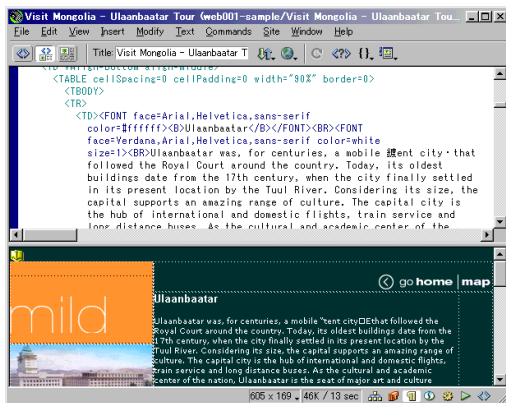 Visit Mongolia - Ulaanbaatar Tour (web001-sample/Visit Mongolia - Ulaanbaatar Tou...
File Edit View Insert Modify Text Commands Site Window Help
Title: Visit Mongolia - Ulaanbaatar T
<TD vAlign=bottom align=middle>
<TABLE cellSpacing=0 cellPadding=0 width="90%" border=0>
<TBODY>
<TR>
<TD><FONT face=Arial,Helvetica,sans-serif
color=#ffffff><B>Ulaanbaatar</B></FONT><BR><FONT
face=Verdana,Arial,Helvetica,sans-serif color=white
size=1><BR>Ulaanbaatar was, for centuries, a mobile ent city・that
followed the Royal Court around the country. Today, its oldest
buildings date from the 17th century, when the city finally settled
in its present location by the Tuul River. Considering its size, the
capital supports an amazing range of culture. The capital city is
the hub of international and domestic flights, train service and
long distance buses. As the cultural and academic center of the
go home map
mild
Ulaanbaatar
Ulaanbaatar was, for centuries, a mobile "tent city□Ethat followed the
Royal Court around the country. Today, its oldest buildings date from the
17th century, when the city finally settled in its present location by the
Tuul River. Considering its size, the capital supports an amazing range of
culture. The capital city is the hub of international and domestic flights,
train service and long distance buses. As the cultural and academic
center of the nation, Ulaanbaatar is the seat of major art and culture
605 x 169 46K / 13 sec